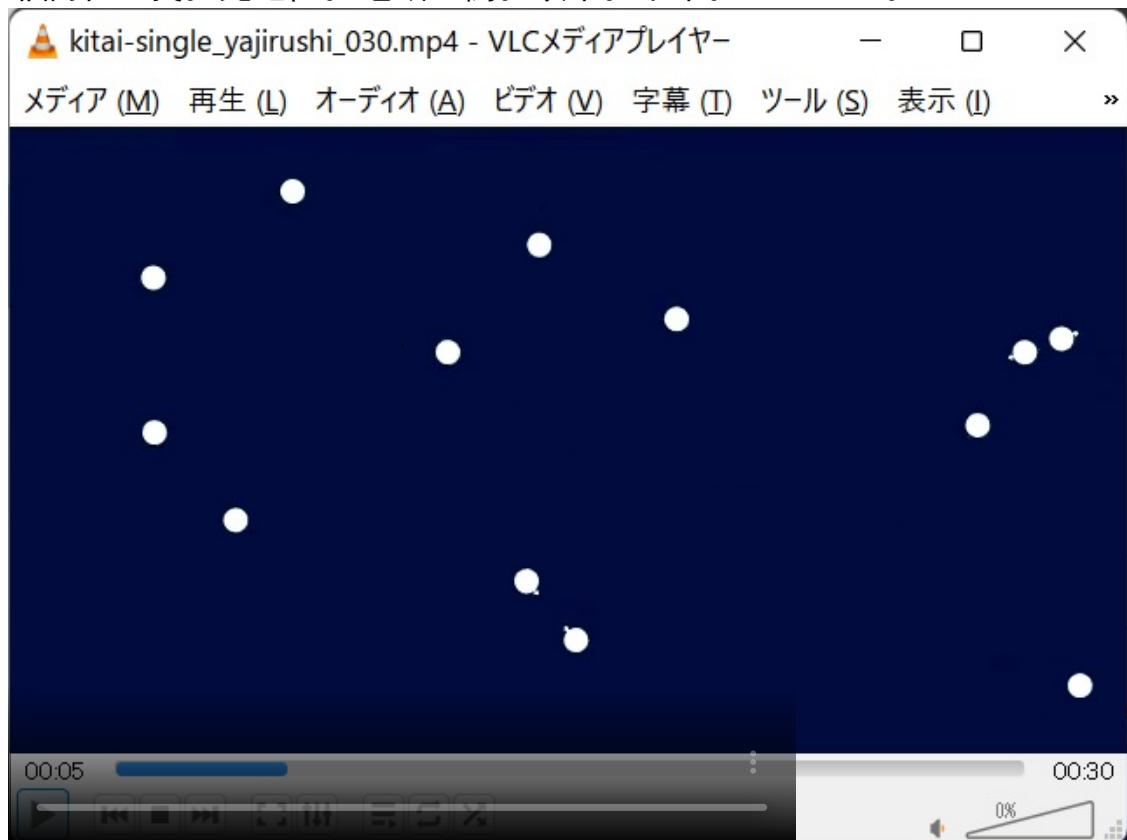 kitai-single_yajirushi_030.mp4 - VLCメディアプレイヤー
メディア (M) 再生 (L) オーディオ (A) ビデオ (V) 字幕 (T) ツール (S) 表示 (I) »
00:05 00:30
0%